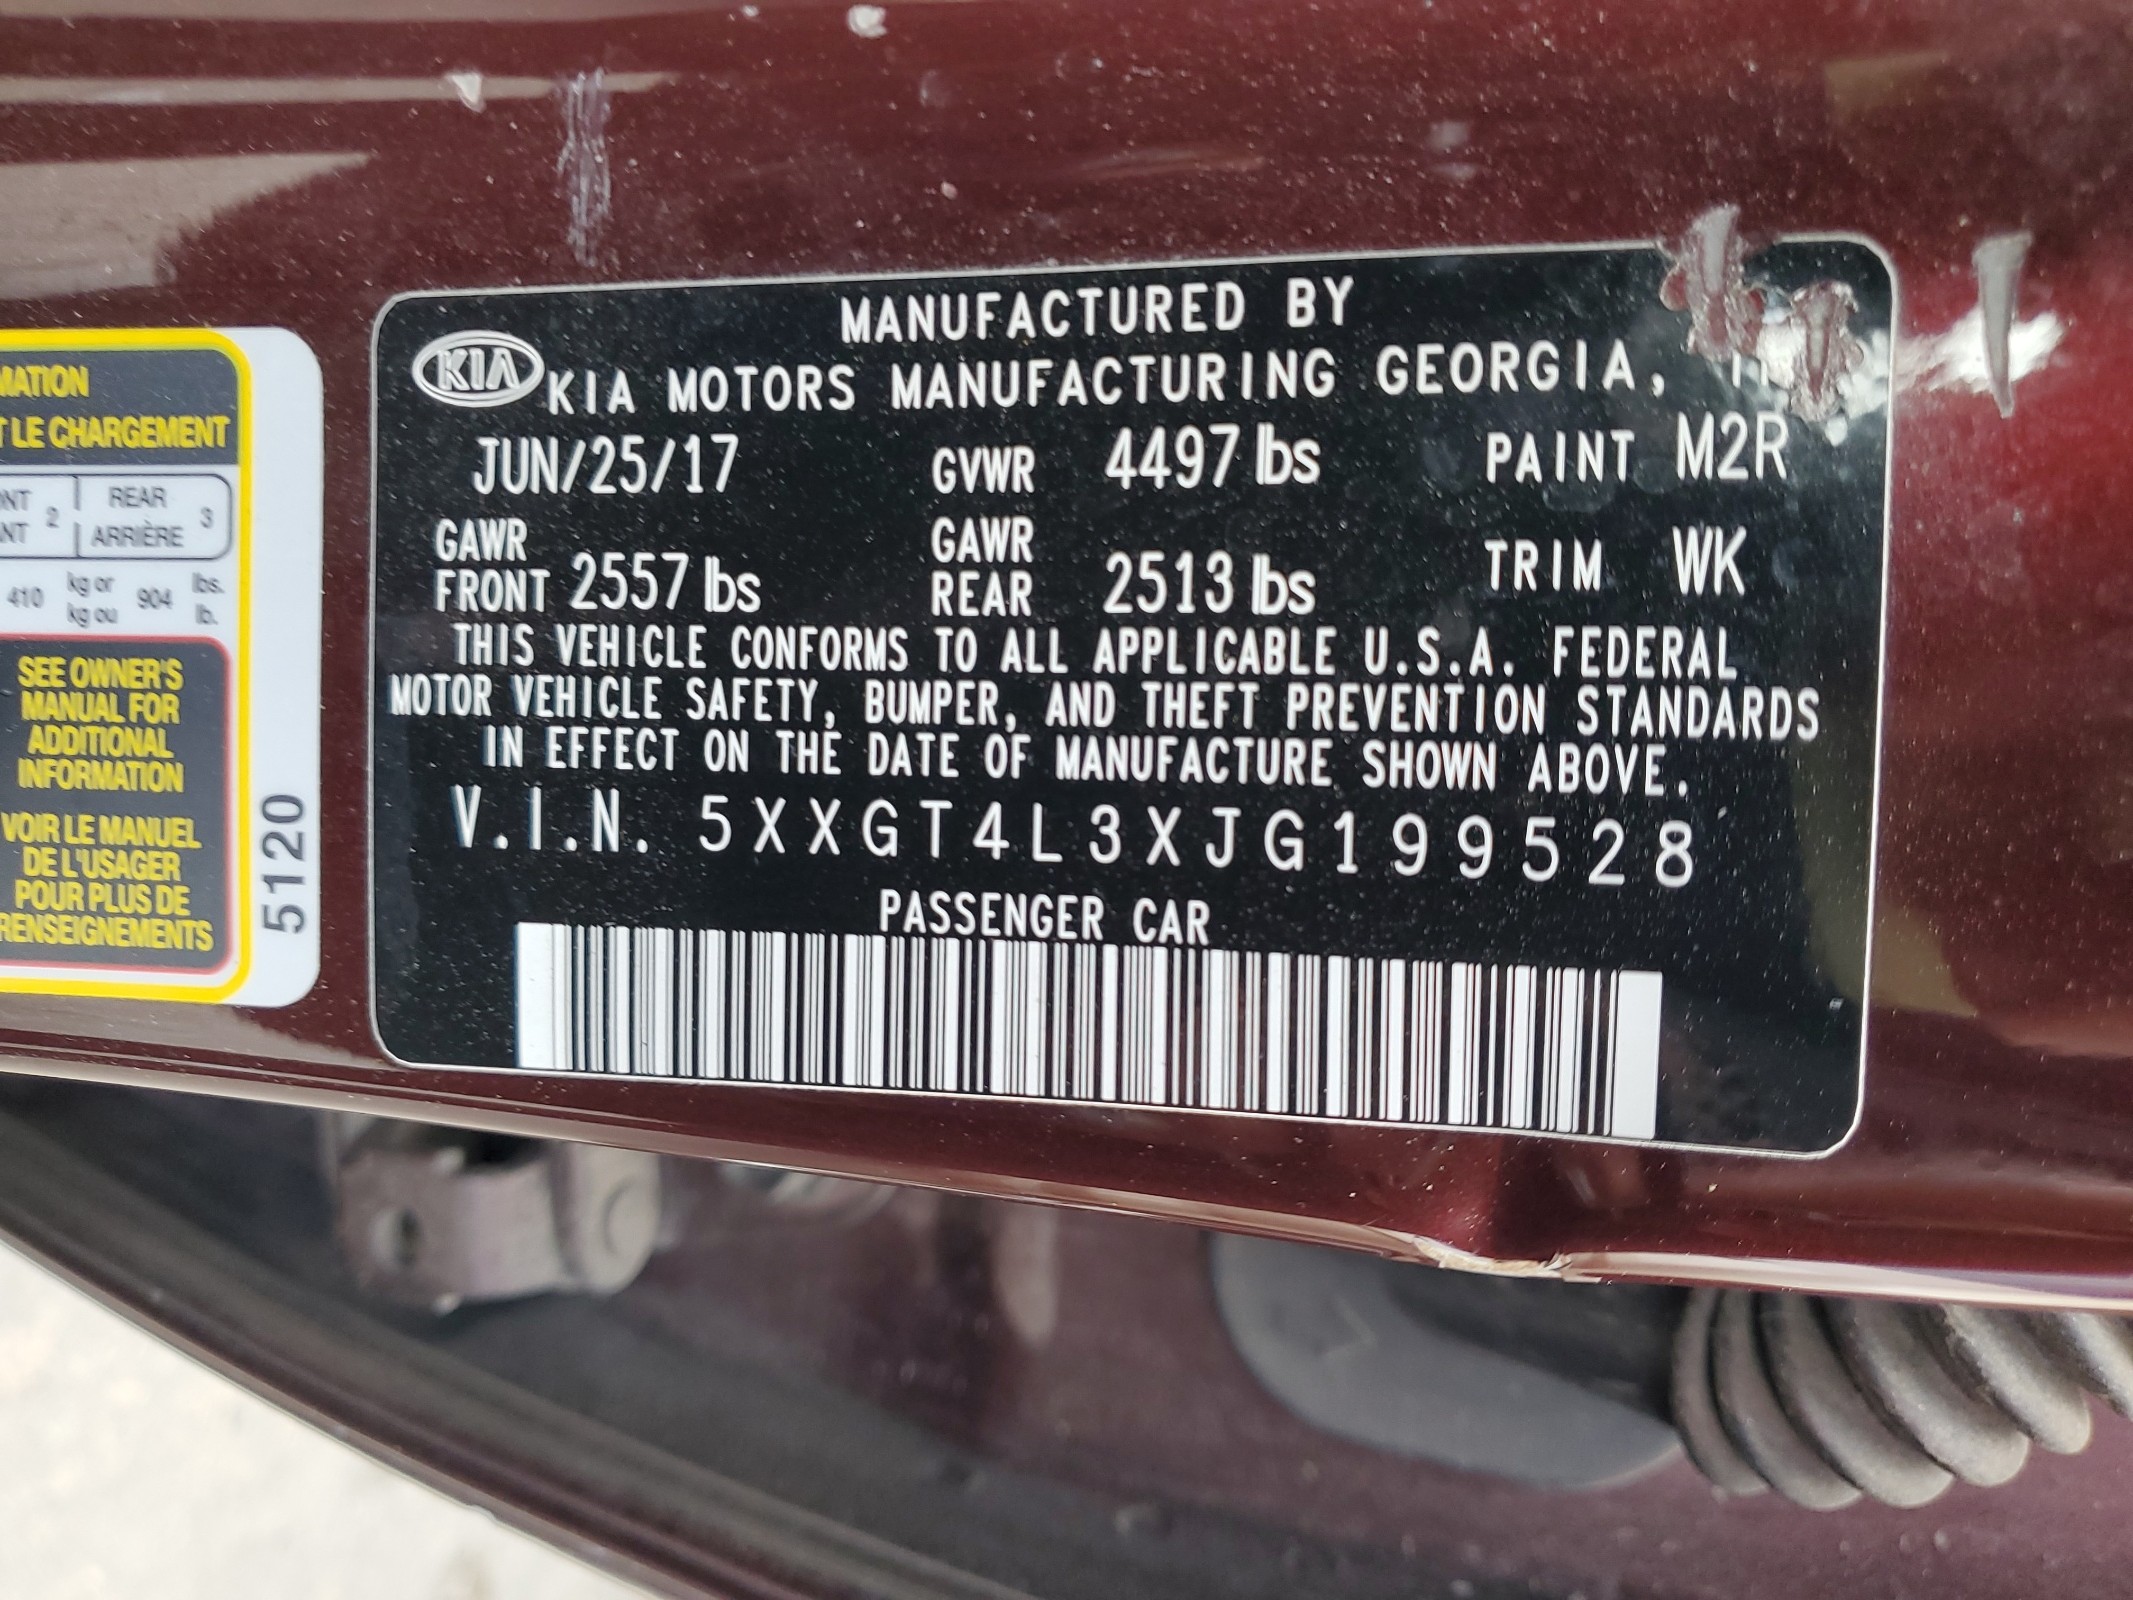 MATION
T LE CHARGEMENT
REAR
2
ARRIÈRE
3
410 kg or 904 lbs.
kg ou lb.
SEE OWNER'S
MANUAL FOR
ADDITIONAL
INFORMATION
VOIR LE MANUEL
DE L'USAGER
POUR PLUS DE
RENSEIGNEMENTS
5120
MANUFACTURED BY
KIA KIA MOTORS MANUFACTURING GEORGIA,
JUN/25/17 GVWR 4497 lbs PAINT M2R
GAWR FRONT 2557 lbs GAWR REAR 2513 lbs TRIM WK
THIS VEHICLE CONFORMS TO ALL APPLICABLE U.S.A. FEDERAL
MOTOR VEHICLE SAFETY, BUMPER, AND THEFT PREVENTION STANDARDS
IN EFFECT ON THE DATE OF MANUFACTURE SHOWN ABOVE.
V.I.N. 5XXGT4L3XJG199528
PASSENGER CAR